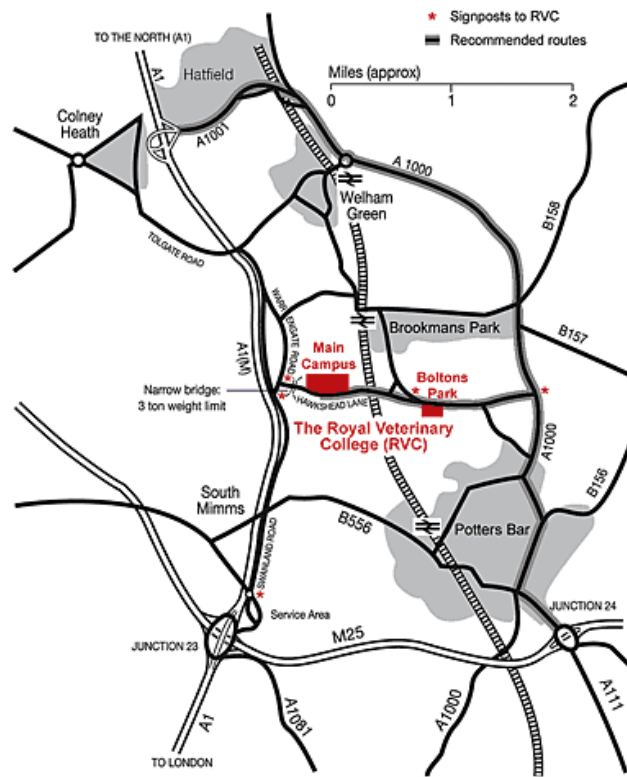 * Signposts to RVC
Recommended routes
TO THE NORTH (A1)
A1
Hatfield
Miles (approx)
0 1 2
Colney
Heath
A1001
A 1000
Welham
Green
B158
TOLGATE ROAD
WARRENGATE ROAD
A1(M)
Brookmans Park
B157
Main
Campus
Boltons
Park
Narrow bridge:
3 ton weight limit
HAWKSHEAD LANE
The Royal Veterinary
College (RVC)
A1000
B156
South
Mimms
B556
Potters Bar
SWANLAND ROAD
Service Area
JUNCTION 24
JUNCTION 23
M25
A1
A1081
A1000
A111
TO LONDON